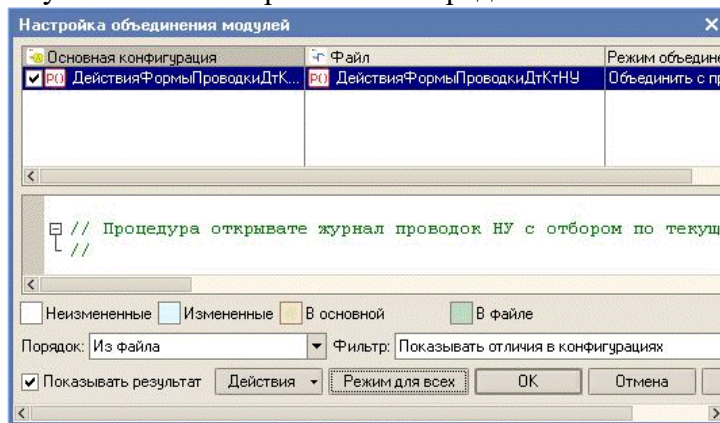 Настройка объединения модулей
Основная конфигурация Файл Режим объедине
P() ДействияФормыПроводкиДтК... P() ДействияФормыПроводкиДтКтНУ Объединить с п
// Процедура открывате журнал проводок НУ с отбором по текущ
//
Неизмененные Измененные В основной В файле
Порядок: Из файла Фильтр: Показывать отличия в конфигурациях
Показывать результат Действия Режим для всех OK Отмена